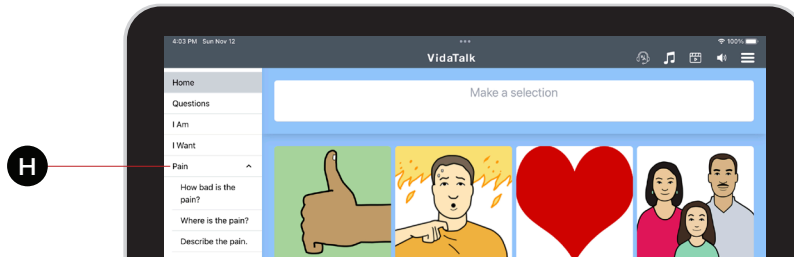 4:03 PM Sun Nov 12
100%
VidaTalk
Home
Questions
I Am
I Want
Pain
How bad is the
pain?
Where is the pain?
Describe the pain.
Make a selection
H